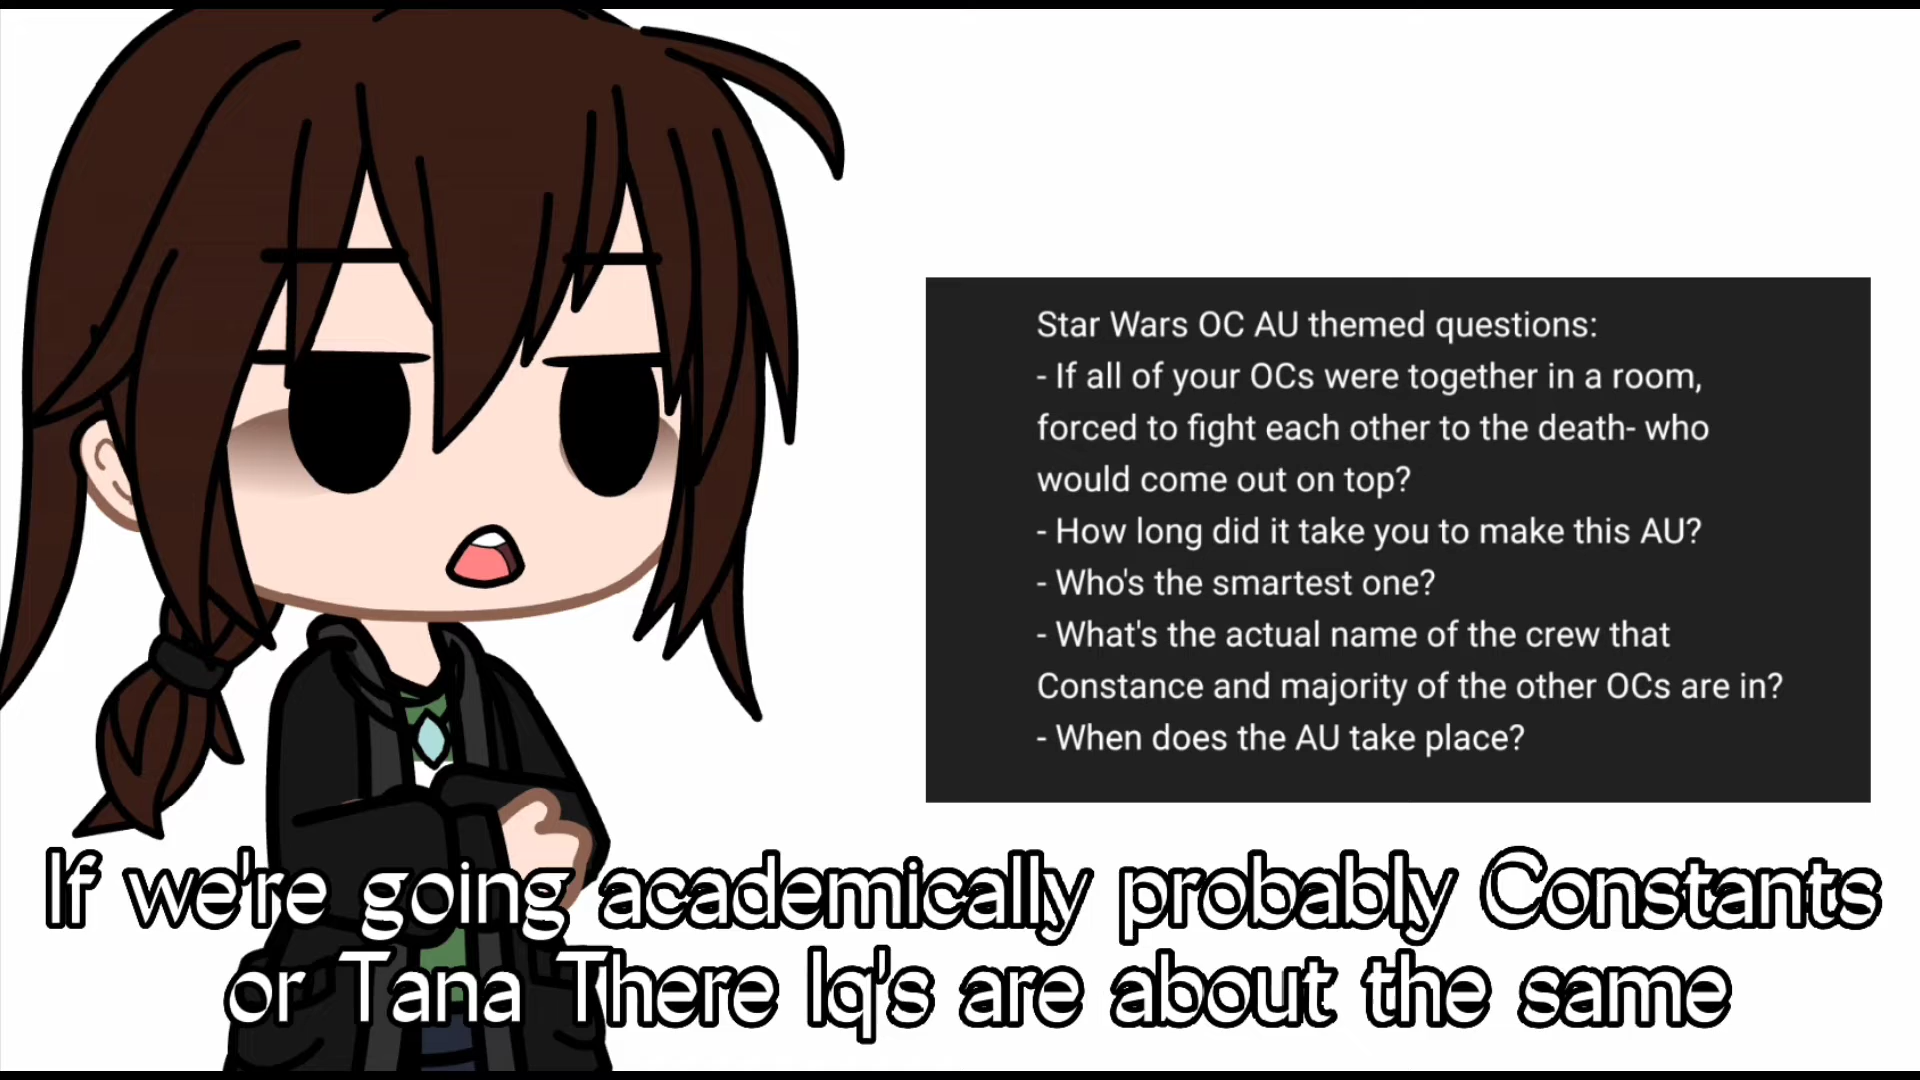 Star Wars OC AU themed questions:
- If all of your OCs were together in a room,
forced to fight each other to the death- who
would come out on top?
- How long did it take you to make this AU?
- Who's the smartest one?
- What's the actual name of the crew that
Constance and majority of the other OCs are in?
- When does the AU take place?
If we're going academically probably Constants
or Tana There Iq's are about the same